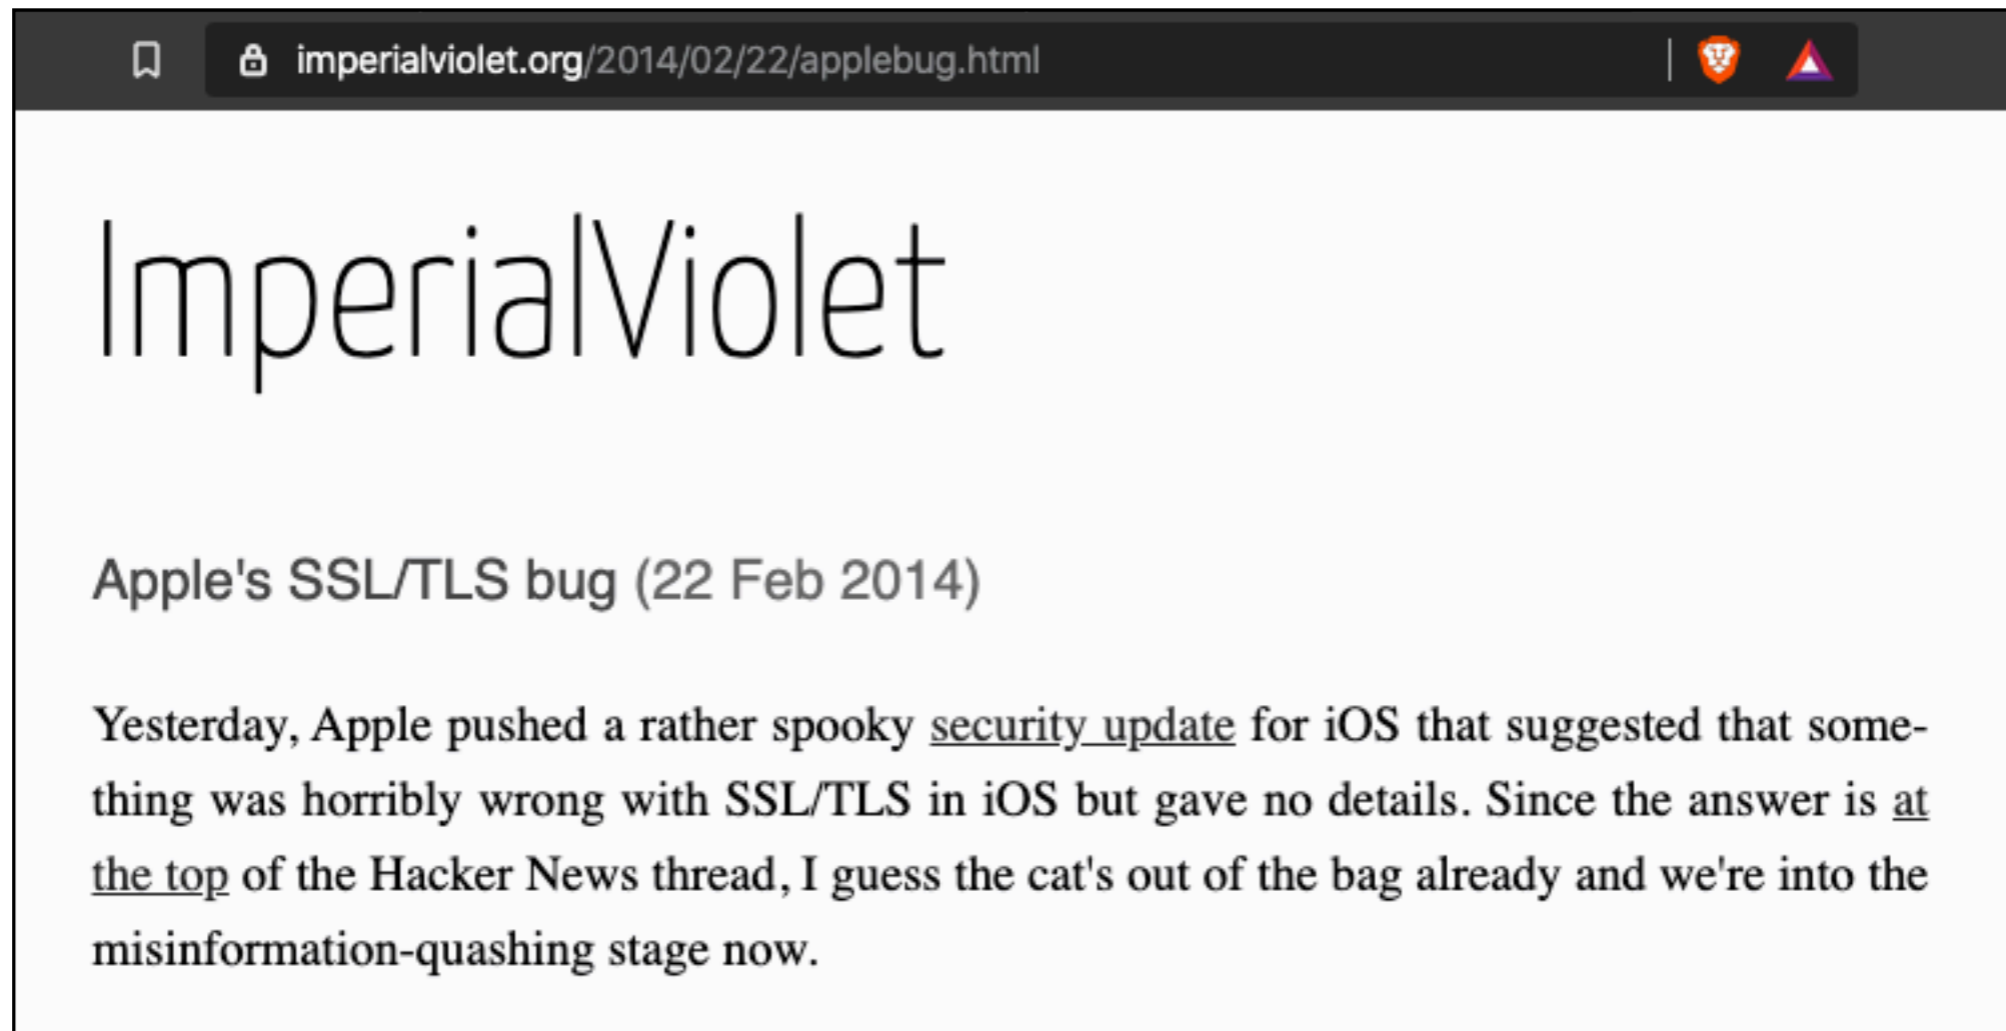 imperialviolet.org/2014/02/22/applebug.html
ImperialViolet
Apple's SSL/TLS bug (22 Feb 2014)
Yesterday, Apple pushed a rather spooky security update for iOS that suggested that some-
thing was horribly wrong with SSL/TLS in iOS but gave no details. Since the answer is at
the top of the Hacker News thread, I guess the cat's out of the bag already and we're into the
misinformation-quashing stage now.